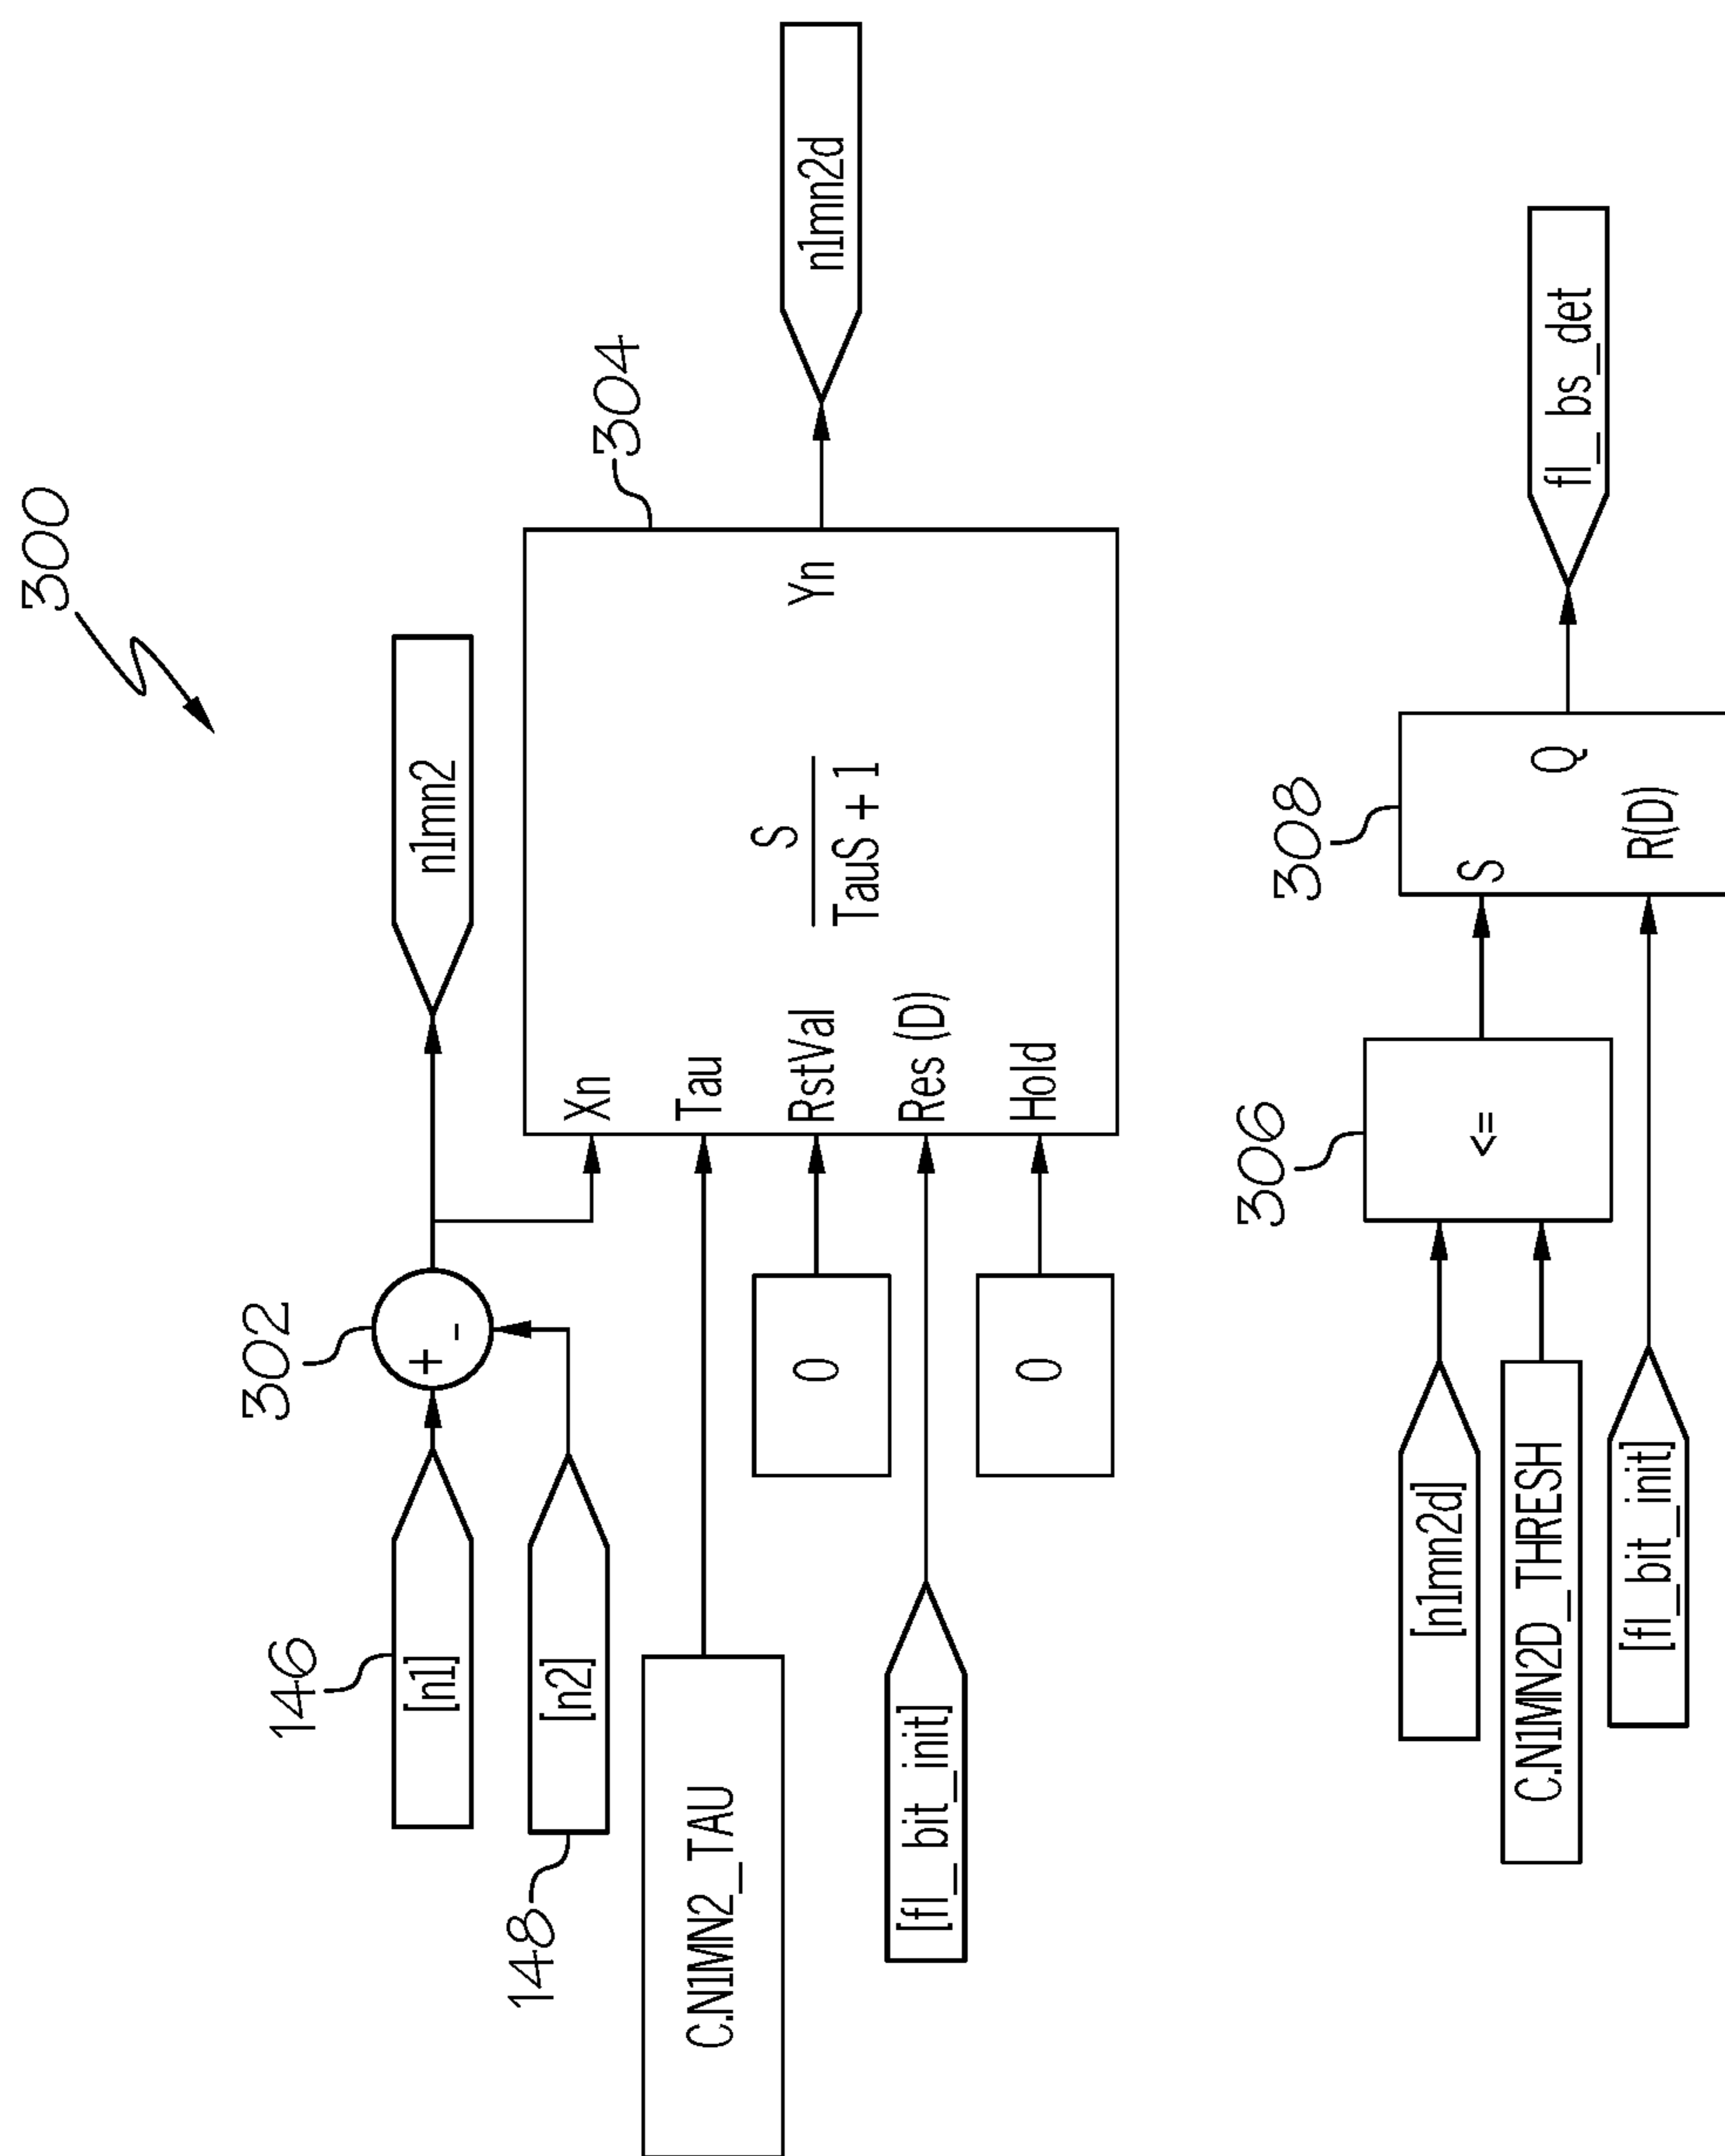 300
302
146
[n1]
+
-
n1mn2
148
[n2]
304
C.N1MN2_TAU
Xn
Tau
0
RstVal
[fl_bit_init]
Res (D)
0
Hold
S
TauS + 1
Yn
n1mn2d
306
308
[n1mn2d]
C.N1MN2D_THRESH
<=
S
Q
fl_bs_det
[fl_bit_init]
R(D)